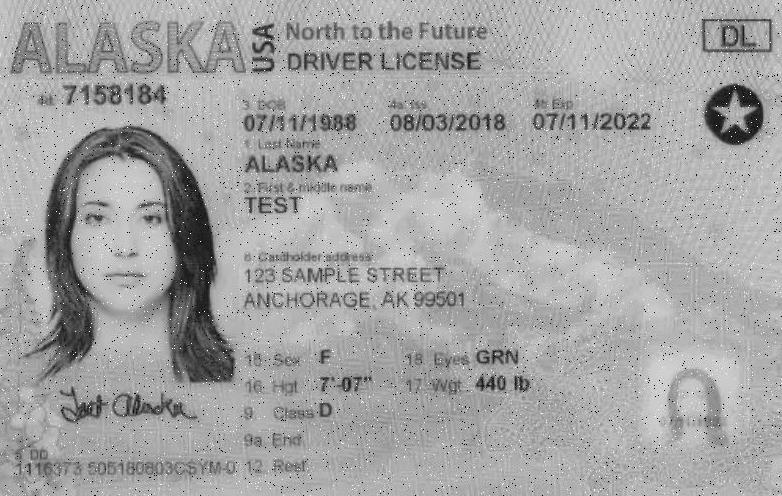 ALASKA USA North to the Future DL
DRIVER LICENSE
4d. 7158184
3. DOB 4a. Iss 4b. Exp
07/11/1988 08/03/2018 07/11/2022
1. Last Name
ALASKA
2. First & middle name
TEST
8. Cardholder address
123 SAMPLE STREET
ANCHORAGE, AK 99501
15. Sex F 18. Eyes GRN
16. Hgt 7'-07" 17. Wgt. 440 lb
Test Alaska
9. Class D
9a. End
5. DD
1116373 505180803CSYM-0 12. Rest